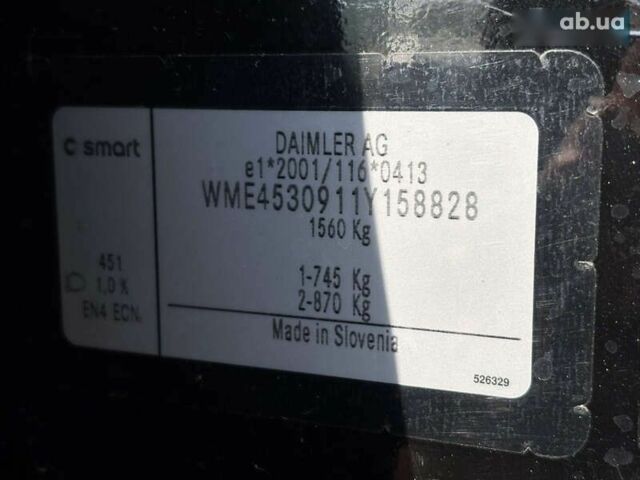 ab.ua
smart
DAIMLER AG
e1*2001/116*0413
WME4530911Y158828
1560 Kg
1-745 Kg
2-870 Kg
451
1,0 %
EN4 ECN.
Made in Slovenia
526329